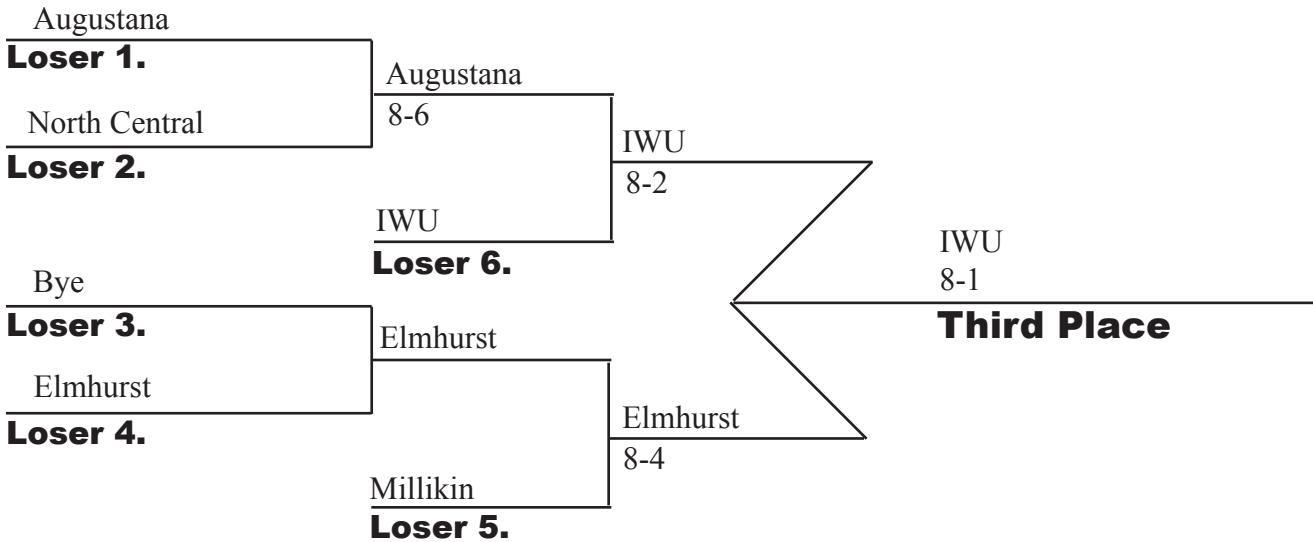 Augustana
Loser 1.
Augustana
8-6
North Central
Loser 2.
IWU
8-2
IWU
Loser 6.
IWU
8-1
Third Place
Bye
Loser 3.
Elmhurst
Elmhurst
Loser 4.
Elmhurst
8-4
Millikin
Loser 5.